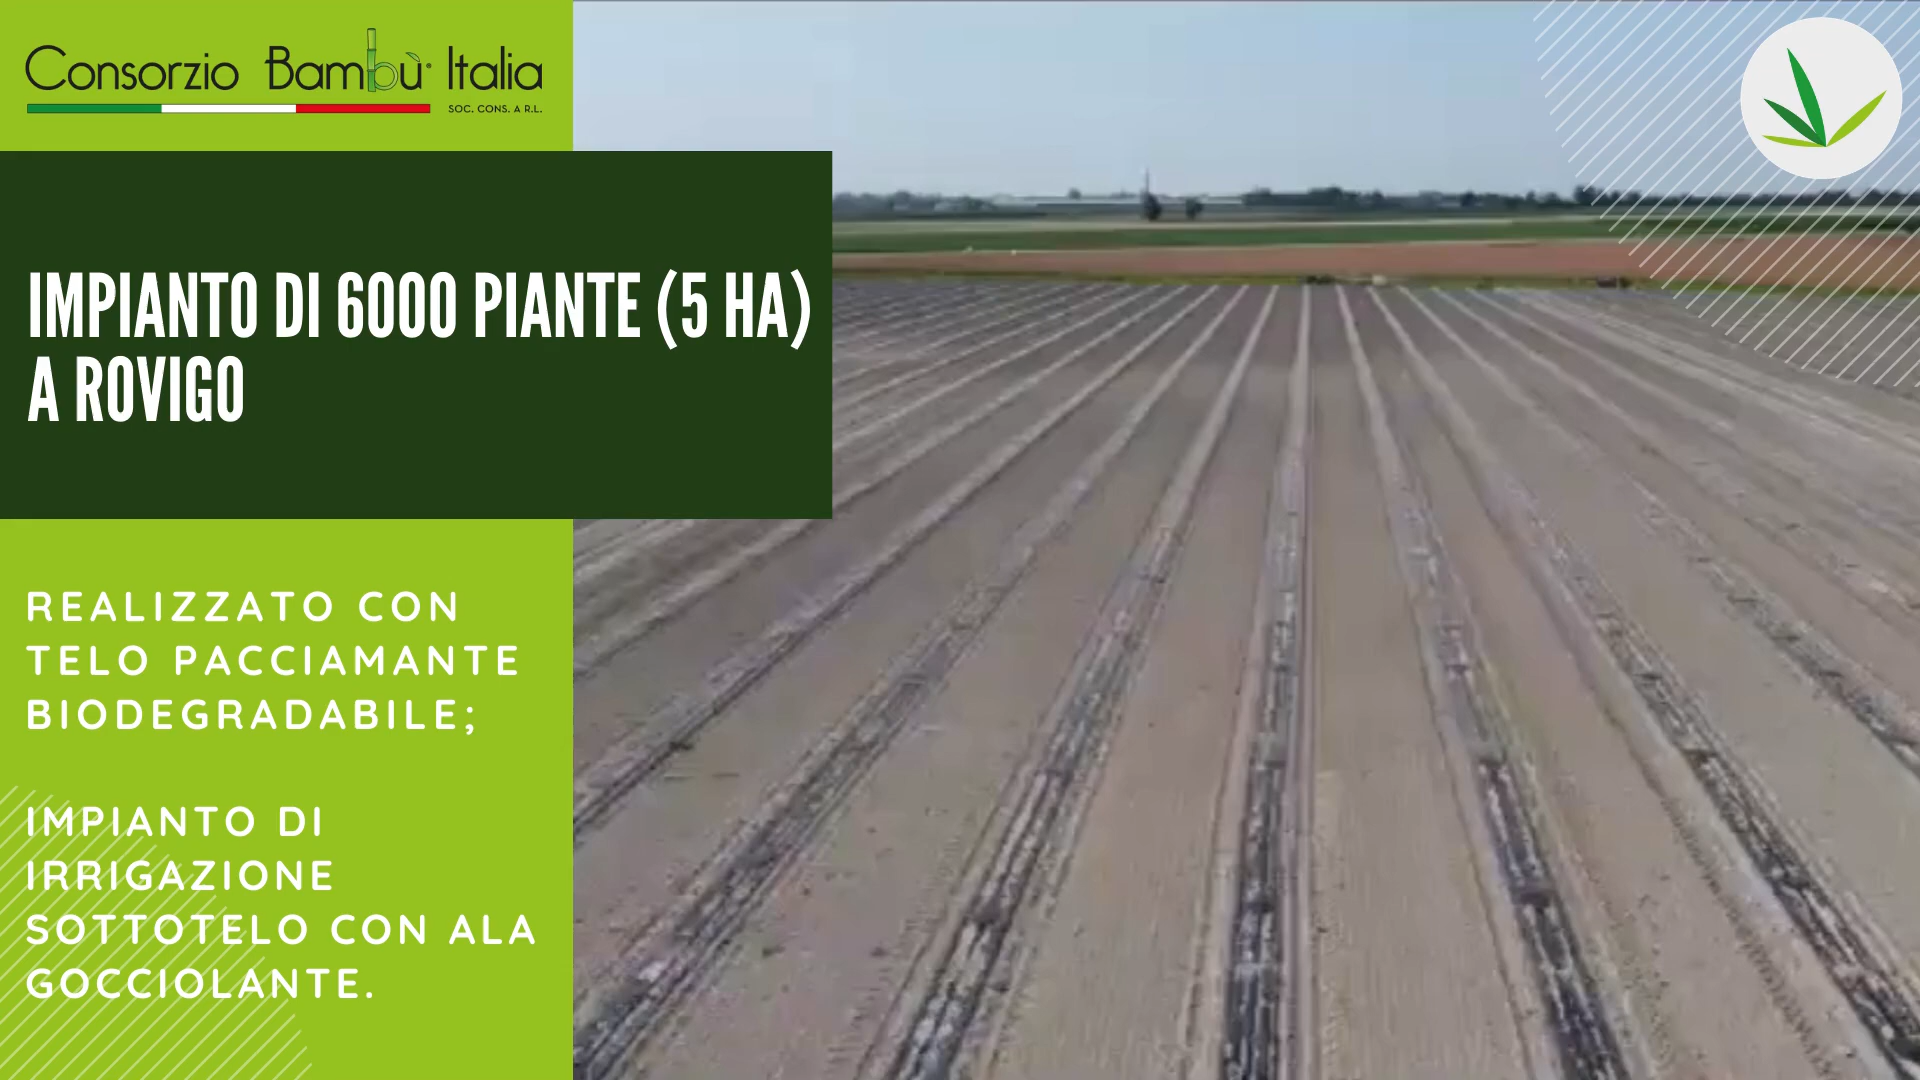 Consorzio Bambù® Italia
SOC. CONS. A R.L.
IMPIANTO DI 6000 PIANTE (5 HA)
A ROVIGO
REALIZZATO CON
TELO PACCIAMANTE
BIODEGRADABILE;
IMPIANTO DI
IRRIGAZIONE
SOTTOTELO CON ALA
GOCCIOLANTE.